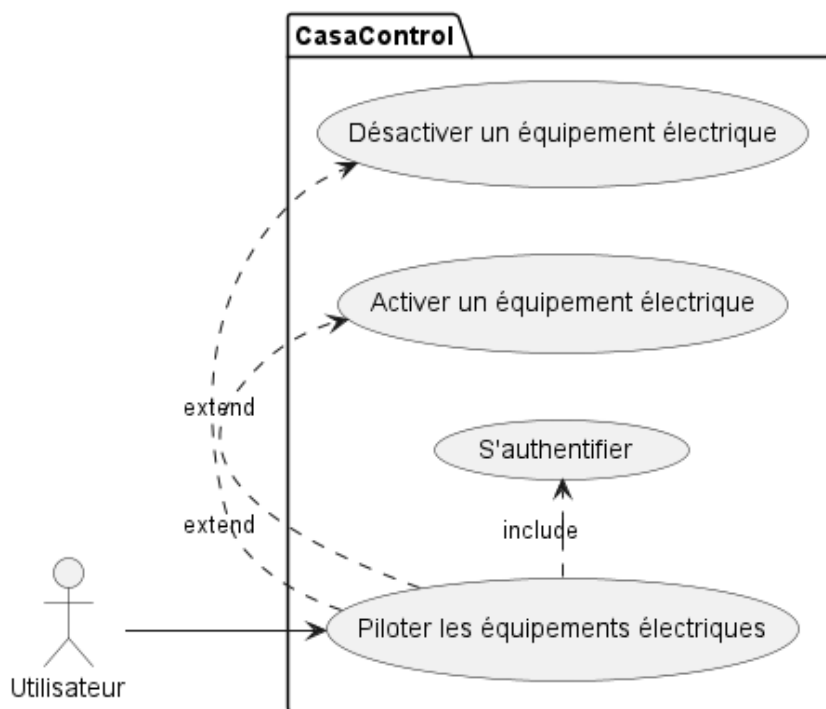 CasaControl
Désactiver un équipement électrique
Activer un équipement électrique
extend
S'authentifier
extend
include
Piloter les équipements électriques
Utilisateur